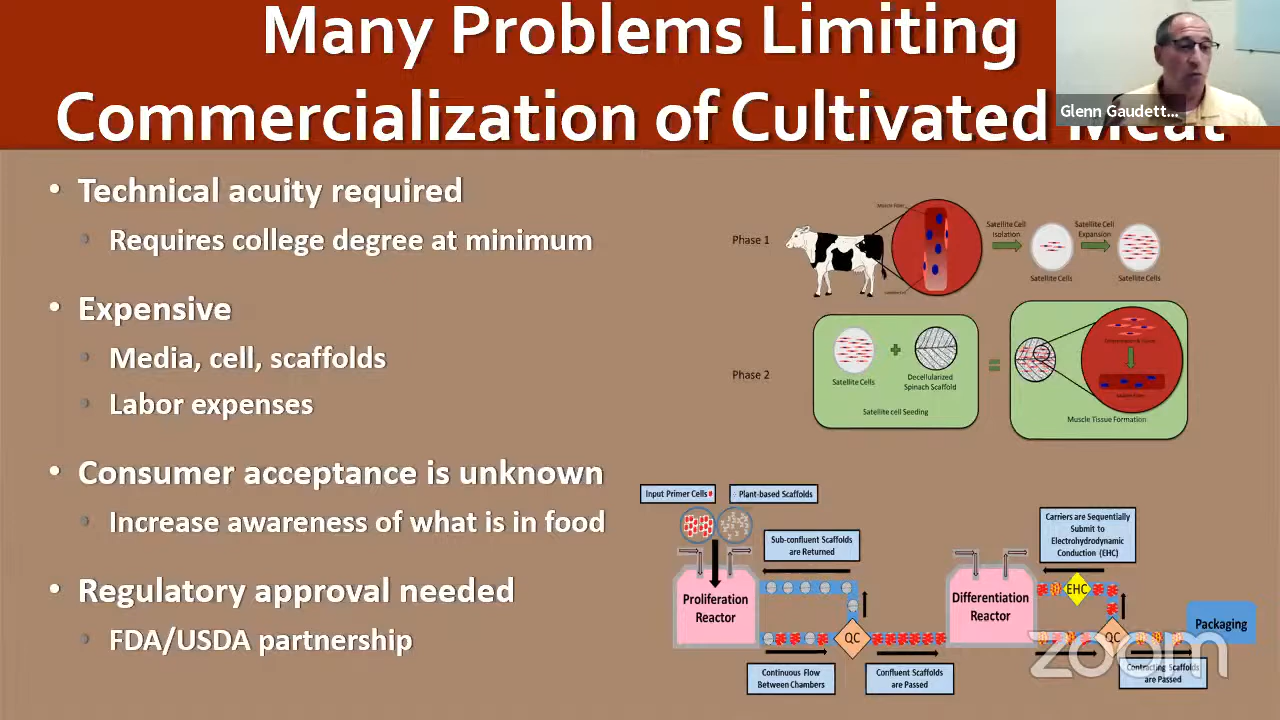 Many Problems Limiting
Commercialization of Cultivated Meat
Glenn Gaudett...
• Technical acuity required
Requires college degree at minimum
• Expensive
Media, cell, scaffolds
Labor expenses
• Consumer acceptance is unknown
Increase awareness of what is in food
• Regulatory approval needed
FDA/USDA partnership
Phase 1
Satellite Cell
Isolation
Satellite Cell
Expansion
Satellite Cells
Satellite Cells
Phase 2
Satellite Cells
+
Decellularized
Spinach Scaffold
Satellite cell Seeding
=
Muscle Tissue Formation
Input Primer Cells
Plant-based Scaffolds
Sub-confluent Scaffolds
are Returned
Proliferation
Reactor
QC
Continuous Flow
Between Chambers
Confluent Scaffolds
are Passed
Carriers are Sequentially
Submit to
Electrohydrodynamic
Conduction (EHC)
Differentiation
Reactor
EHC
QC
Packaging
Contracting Scaffolds
are Passed
zoom